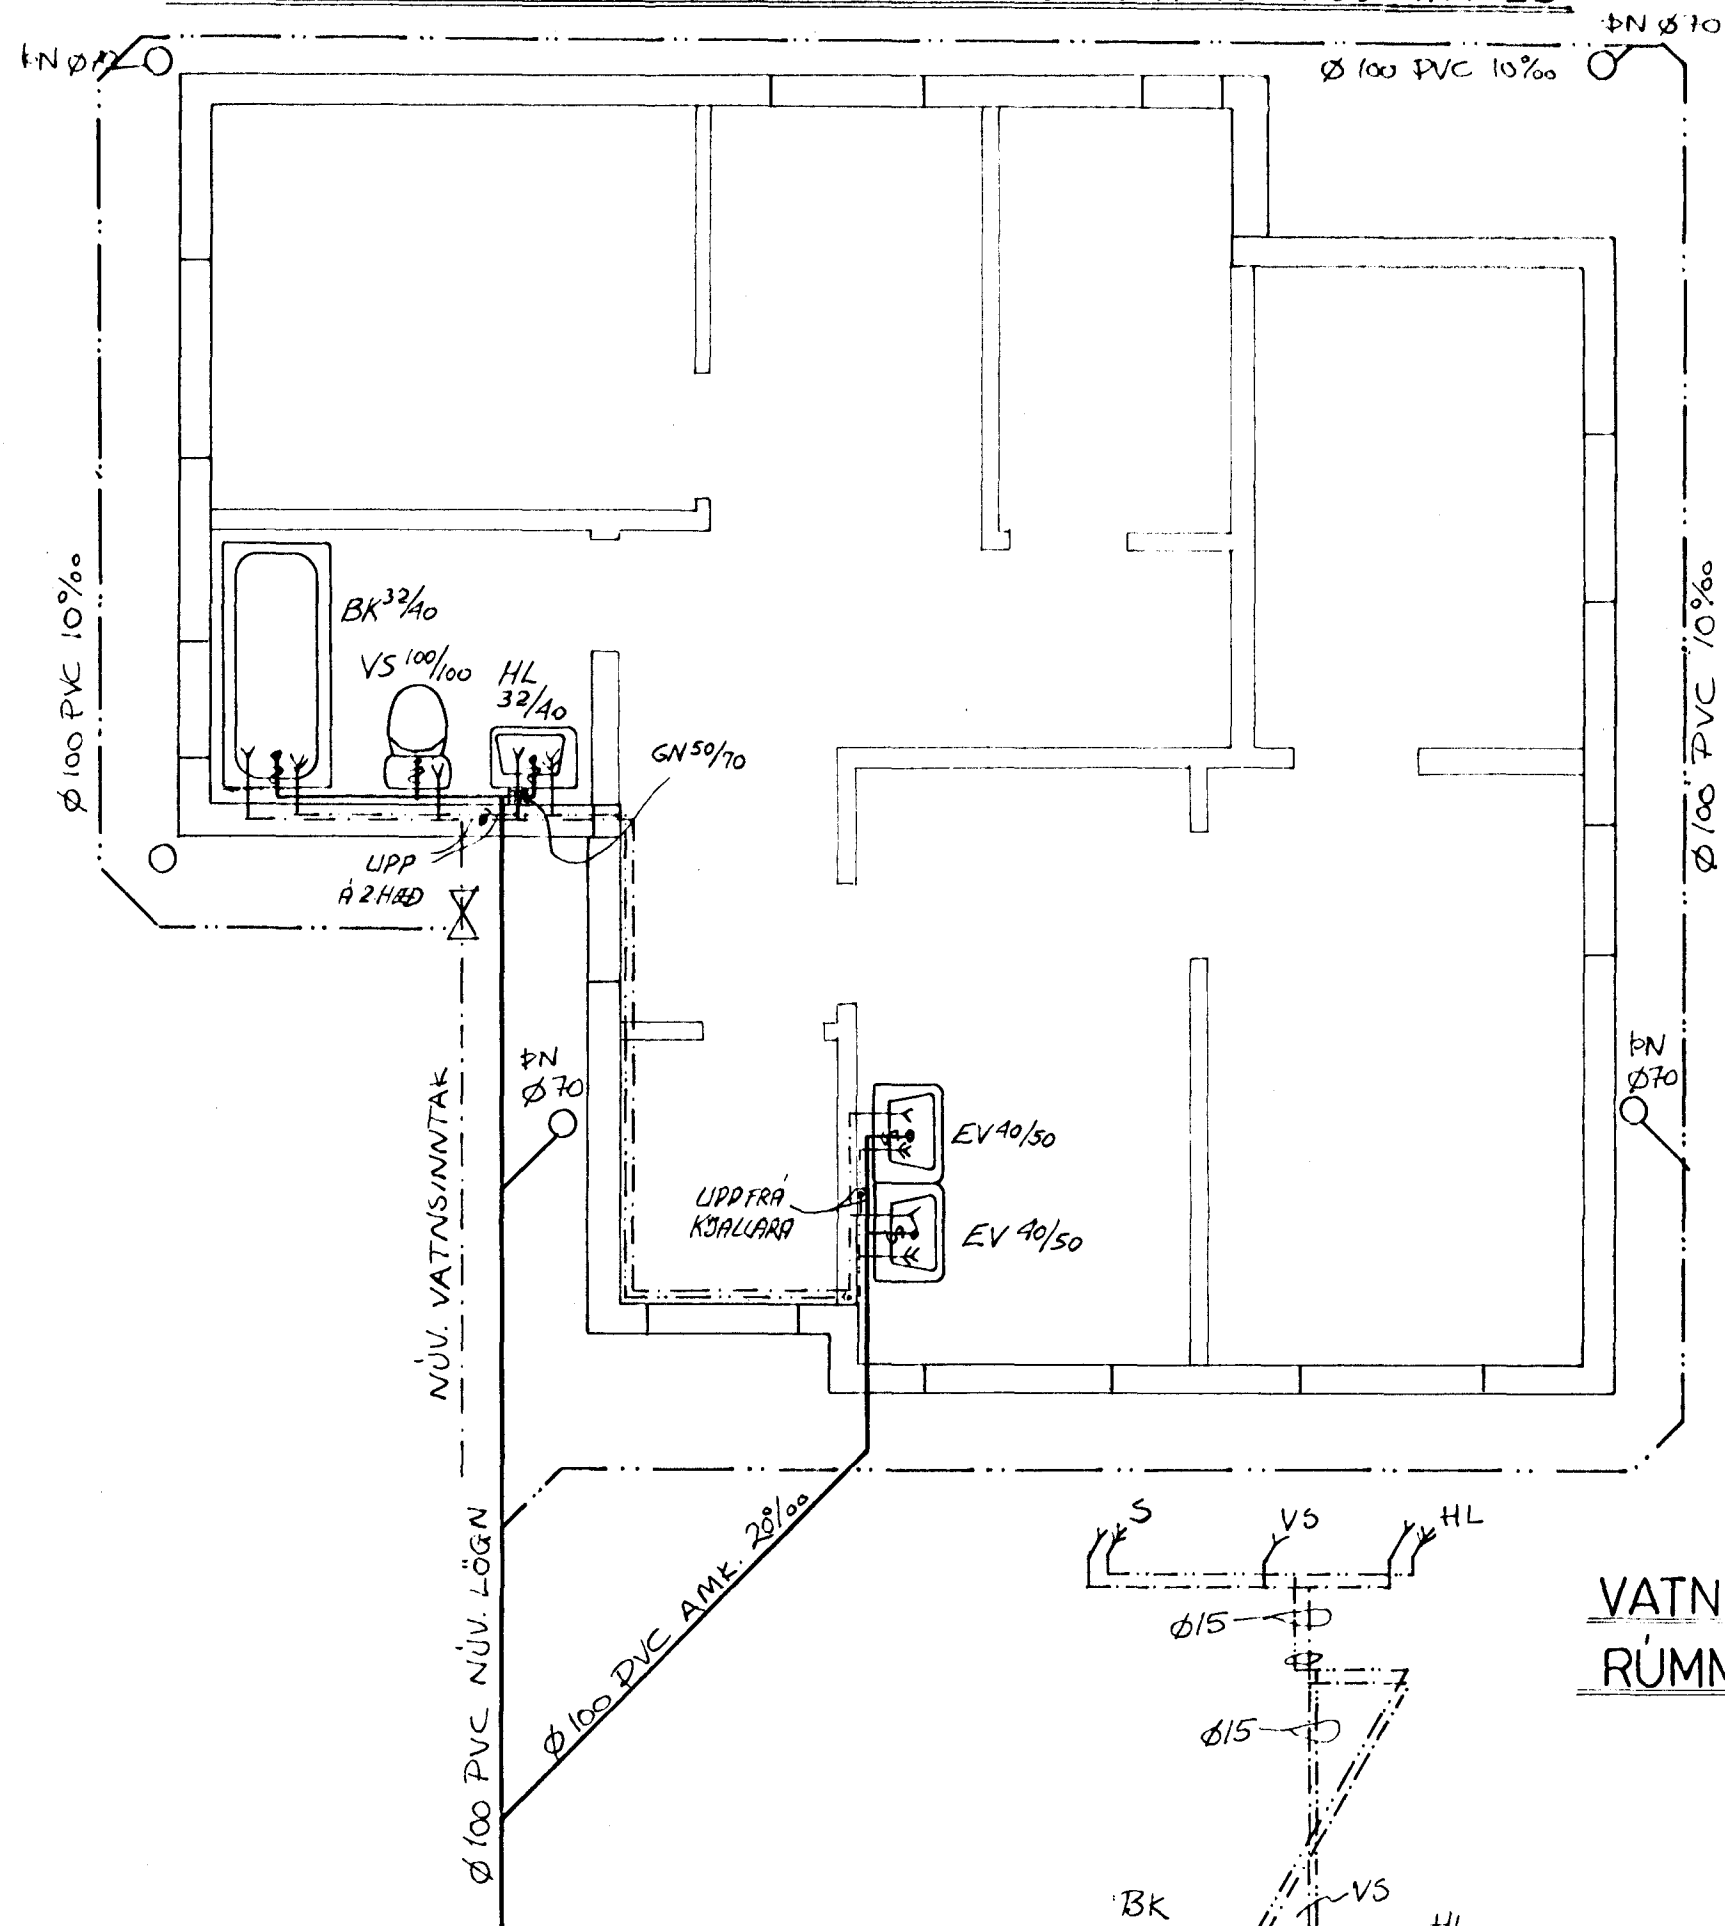 ÞN Ø70
Ø 100 PVC 10‰
BK 32/40
VS 100/100
HL
32/40
GN 50/70
Ø 100 PVC 10‰
Ø 100 PVC 10‰
UPP
Á 2.HÆÐ
ÞN
Ø70
ÞN
Ø70
EV 40/50
UPP FRÁ
KJALLARA
EV 40/50
NÚV. VATNSINNTAK
Ø 100 PVC NÚV. LÖGN
Ø 100 PVC AMK. 20‰
S
VS
HL
Ø15
VATN
RÚMM
Ø15
BK
VS
HL